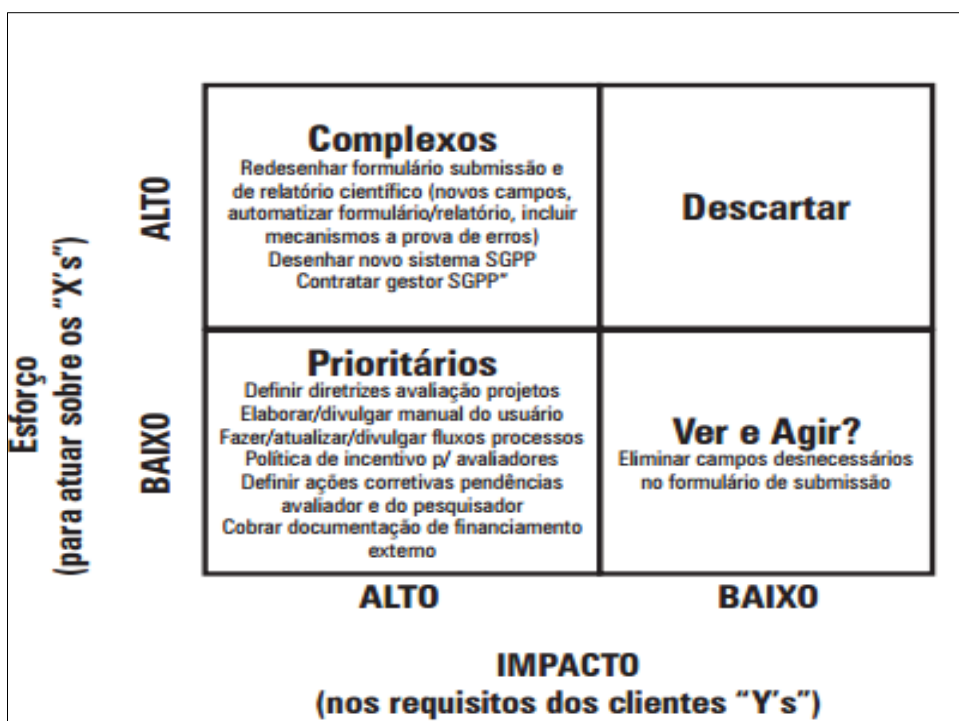 Complexos
Redesenhar formulário submissão e
de relatório científico (novos campos,
automatizar formulário/relatório, incluir
mecanismos a prova de erros)
Desenhar novo sistema SGPP
Contratar gestor SGPP”
Descartar
ALTO
Esforço
(para atuar sobre os “X's”)
Prioritários
Definir diretrizes avaliação projetos
Elaborar/divulgar manual do usuário
Fazer/atualizar/divulgar fluxos processos
Política de incentivo p/ avaliadores
Definir ações corretivas pendências
avaliador e do pesquisador
Cobrar documentação de financiamento
externo
Ver e Agir?
Eliminar campos desnecessários
no formulário de submissão
BAIXO
ALTO
BAIXO
IMPACTO
(nos requisitos dos clientes “Y's”)